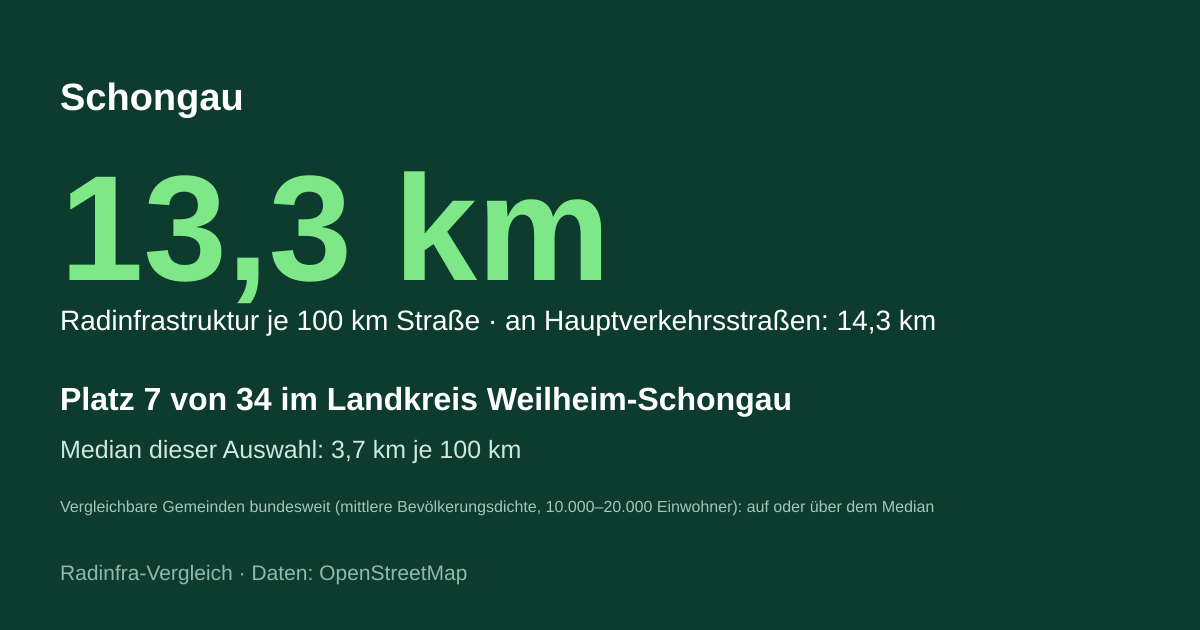 Schongau
13,3 km
Radinfrastruktur je 100 km Straße · an Hauptverkehrsstraßen: 14,3 km
Platz 7 von 34 im Landkreis Weilheim-Schongau
Median dieser Auswahl: 3,7 km je 100 km
Vergleichbare Gemeinden bundesweit (mittlere Bevölkerungsdichte, 10.000–20.000 Einwohner): auf oder über dem Median
Radinfra-Vergleich · Daten: OpenStreetMap